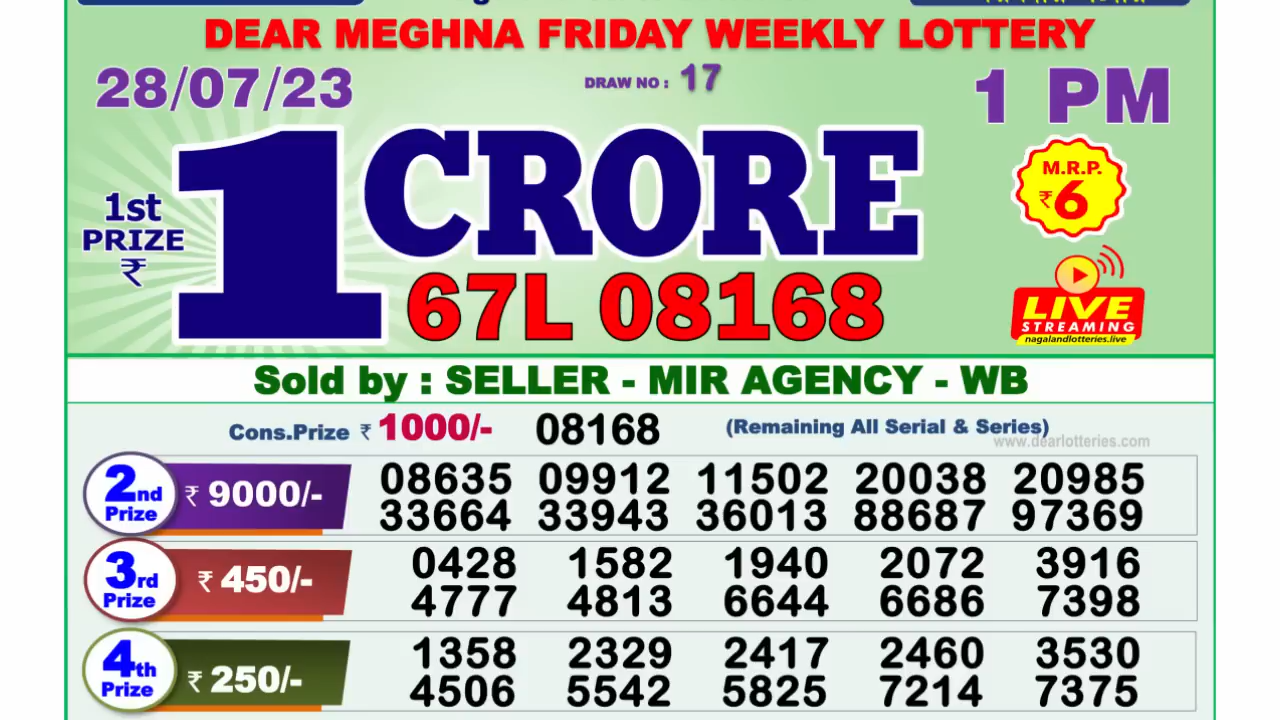 DEAR MEGHNA FRIDAY WEEKLY LOTTERY
28/07/23
DRAW NO : 17
1 PM
1st
PRIZE
₹
1 CRORE
67L 08168
M.R.P.
₹6
LIVE
STREAMING
nagalandlotteries.live
Sold by : SELLER - MIR AGENCY - WB
Cons.Prize ₹ 1000/- 08168 (Remaining All Serial & Series)
www.dearlotteries.com
2nd Prize ₹ 9000/-
08635 09912 11502 20038 20985
33664 33943 36013 88687 97369
3rd Prize ₹ 450/-
0428 1582 1940 2072 3916
4777 4813 6644 6686 7398
4th Prize ₹ 250/-
1358 2329 2417 2460 3530
4506 5542 5825 7214 7375